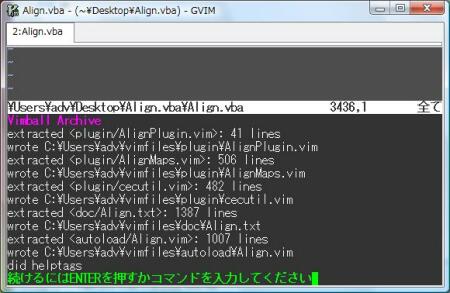 Align.vba - (~¥Desktop¥Align.vba) - GVIM
2:Align.vba
~
~
~
~
¥Users¥adv¥Desktop¥Align.vba¥Align.vba 3436,1 全て
Vimball Archive
extracted <plugin/AlignPlugin.vim>: 41 lines
wrote C:¥Users¥adv¥vimfiles¥plugin¥AlignPlugin.vim
extracted <plugin/AlignMaps.vim>: 506 lines
wrote C:¥Users¥adv¥vimfiles¥plugin¥AlignMaps.vim
extracted <plugin/cecutil.vim>: 482 lines
wrote C:¥Users¥adv¥vimfiles¥plugin¥cecutil.vim
extracted <doc/Align.txt>: 1387 lines
wrote C:¥Users¥adv¥vimfiles¥doc¥Align.txt
extracted <autoload/Align.vim>: 1007 lines
wrote C:¥Users¥adv¥vimfiles¥autoload¥Align.vim
did helptags
続けるにはENTERを押すかコマンドを入力してください